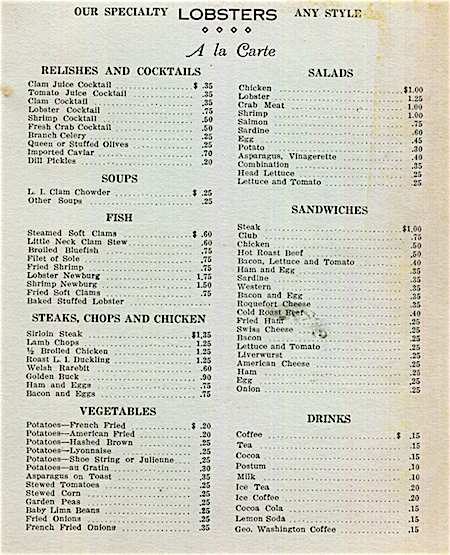 OUR SPECIALTY LOBSTERS ANY STYLE
A la Carte
RELISHES AND COCKTAILS
Clam Juice Cocktail $ .35
Tomato Juice Cocktail .35
Clam Cocktail .35
Lobster Cocktail .75
Shrimp Cocktail .50
Fresh Crab Cocktail .50
Branch Celery .25
Queen or Stuffed Olives .25
Imported Caviar .70
Dill Pickles .20
SOUPS
L. I. Clam Chowder $ .25
Other Soups .25
FISH
Steamed Soft Clams $ .60
Little Neck Clam Stew .60
Broiled Bluefish .75
Filet of Sole .75
Fried Shrimp .75
Lobster Newburg 1.75
Shrimp Newburg 1.50
Fried Soft Clams .75
Baked Stuffed Lobster
STEAKS, CHOPS AND CHICKEN
Sirloin Steak $1.35
Lamb Chops 1.25
½ Broiled Chicken 1.25
Roast L. I. Duckling 1.25
Welsh Rarebit .60
Golden Buck .90
Ham and Eggs .75
Bacon and Eggs .75
VEGETABLES
Potatoes—French Fried $ .20
Potatoes—American Fried .20
Potatoes—Hashed Brown .25
Potatoes—Lyonnaise .25
Potatoes—Shoe String or Julienne .25
Potatoes—au Gratin .30
Asparagus on Toast .35
Stewed Tomatoes .25
Stewed Corn .25
Garden Peas .25
Baby Lima Beans .25
Fried Onions .25
French Fried Onions .35
SALADS
Chicken $1.00
Lobster 1.25
Crab Meat 1.00
Shrimp 1.00
Salmon .75
Sardine .60
Egg .45
Potato .30
Asparagus, Vinagerette .40
Combination .35
Head Lettuce .25
Lettuce and Tomato .25
SANDWICHES
Steak $1.00
Club .75
Chicken .50
Hot Roast Beef .50
Bacon, Lettuce and Tomato .40
Ham and Egg .35
Sardine .35
Western .35
Bacon and Egg .35
Roquefort Cheese .35
Cold Roast Beef .40
Fried Ham .25
Swiss Cheese .25
Bacon .25
Lettuce and Tomato .25
Liverwurst .25
American Cheese .25
Ham .25
Egg .25
Onion .25
DRINKS
Coffee $ .15
Tea .15
Cocoa .15
Postum .10
Milk .10
Ice Tea .20
Ice Coffee .20
Cocoa Cola .15
Lemon Soda .15
Geo. Washington Coffee .15